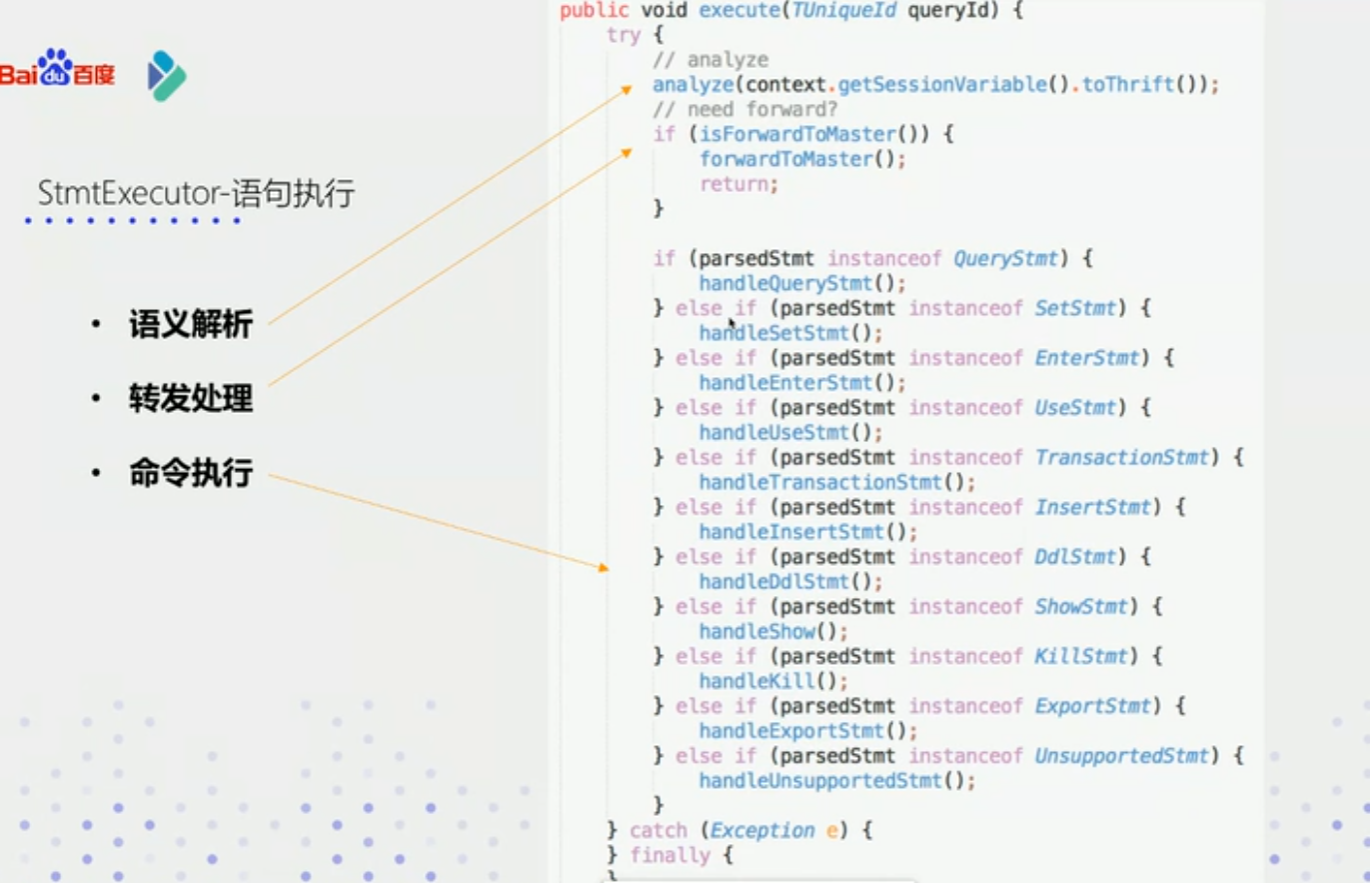 Bai du 百度
StmtExecutor-语句执行
• 语义解析
• 转发处理
• 命令执行
public void execute(TUniqueId queryId) {
try {
// analyze
analyze(context.getSessionVariable().toThrift());
// need forward?
if (isForwardToMaster()) {
forwardToMaster();
return;
}
if (parsedStmt instanceof QueryStmt) {
handleQueryStmt();
} else if (parsedStmt instanceof SetStmt) {
handleSetStmt();
} else if (parsedStmt instanceof EnterStmt) {
handleEnterStmt();
} else if (parsedStmt instanceof UseStmt) {
handleUseStmt();
} else if (parsedStmt instanceof TransactionStmt) {
handleTransactionStmt();
} else if (parsedStmt instanceof InsertStmt) {
handleInsertStmt();
} else if (parsedStmt instanceof DdlStmt) {
handleDdlStmt();
} else if (parsedStmt instanceof ShowStmt) {
handleShow();
} else if (parsedStmt instanceof KillStmt) {
handleKill();
} else if (parsedStmt instanceof ExportStmt) {
handleExportStmt();
} else if (parsedStmt instanceof UnsupportedStmt) {
handleUnsupportedStmt();
}
} catch (Exception e) {
} finally {
}